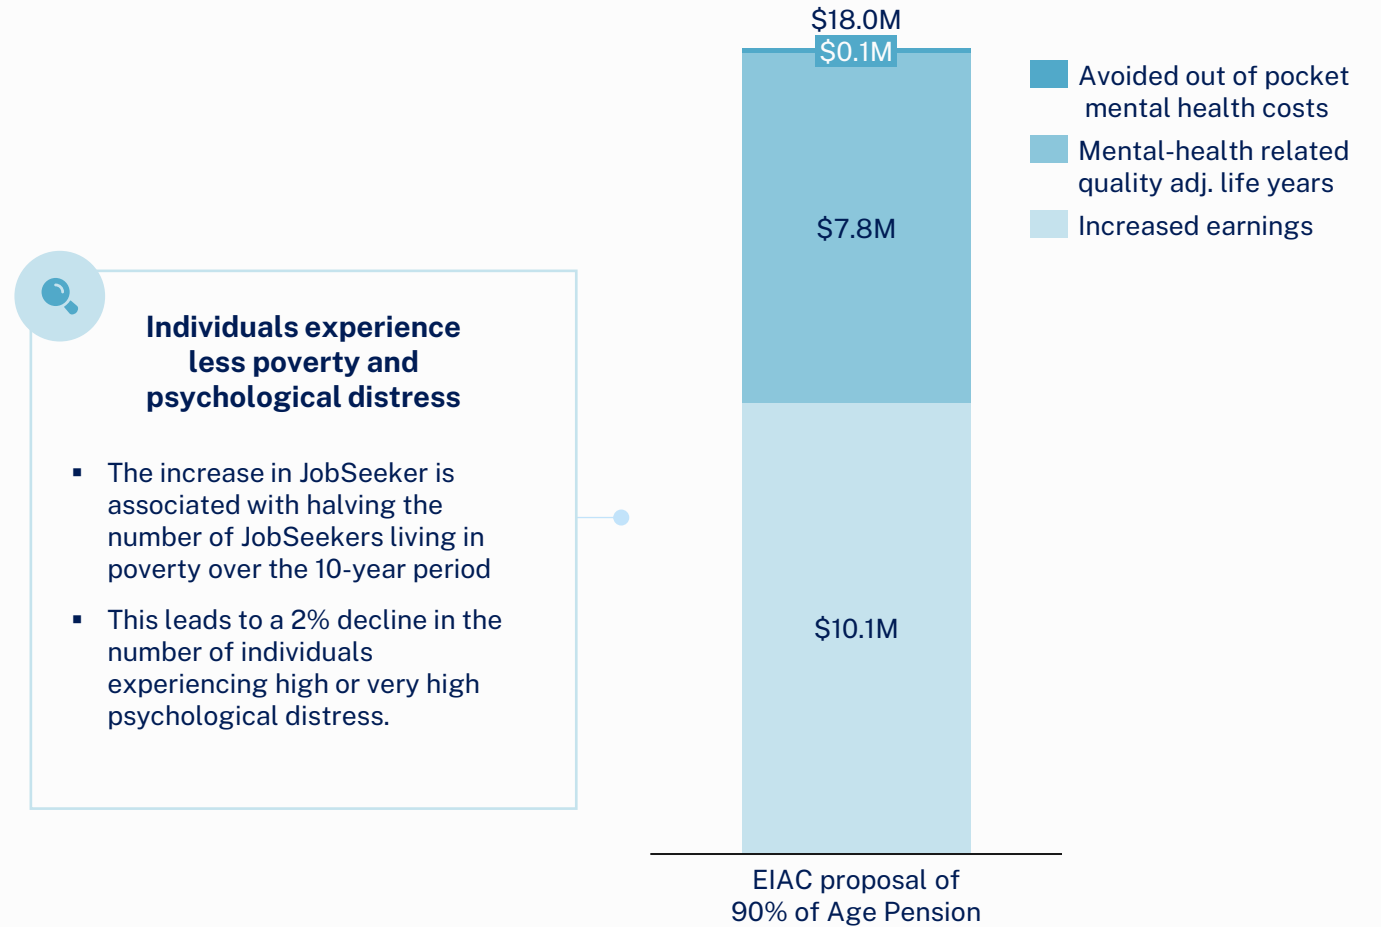 Individuals experience
less poverty and
psychological distress
▪ The increase in JobSeeker is
associated with halving the
number of JobSeekers living in
poverty over the 10-year period
▪ This leads to a 2% decline in the
number of individuals
experiencing high or very high
psychological distress.
$18.0M
$0.1M
$7.8M
$10.1M
EIAC proposal of
90% of Age Pension
Avoided out of pocket
mental health costs
Mental-health related
quality adj. life years
Increased earnings